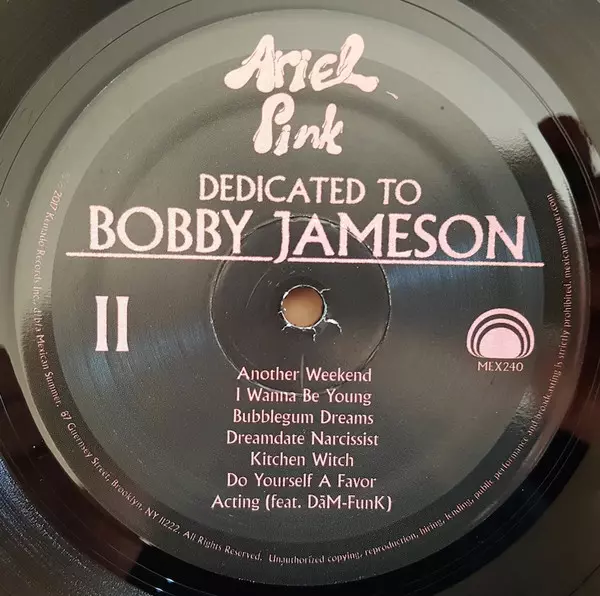 Ariel
Pink
DEDICATED TO
BOBBY JAMESON
II
MEX240
Another Weekend
I Wanna Be Young
Bubblegum Dreams
Dreamdate Narcissist
Kitchen Witch
Do Yourself A Favor
Acting (feat. DāM-FunK)
2017 Kemado Records Inc. d/b/a Mexican Summer. 87 Guernsey Street, Brooklyn, NY 11222. All Rights Reserved. Unauthorized copying, reproduction, hiring, lending, public performance and broadcasting is strictly prohibited. mexicansummer.com